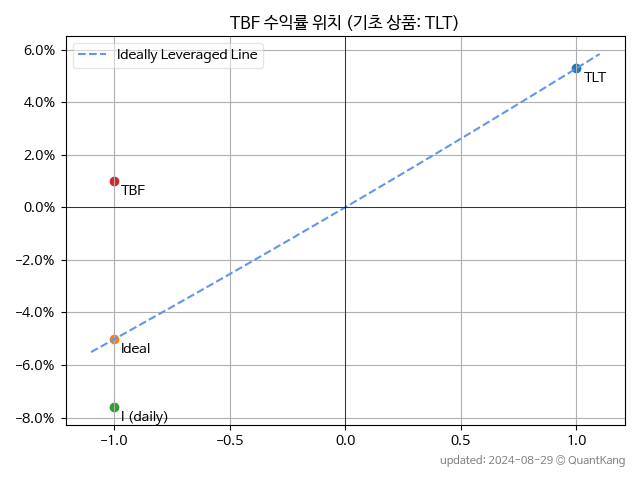 TBF 수익률 위치 (기초 상품: TLT)
6.0%
Ideally Leveraged Line
TLT
4.0%
2.0%
TBF
0.0%
-2.0%
-4.0%
Ideal
-6.0%
I (daily)
-8.0%
-1.0 -0.5 0.0 0.5 1.0
updated: 2024-08-29 © QuantKang